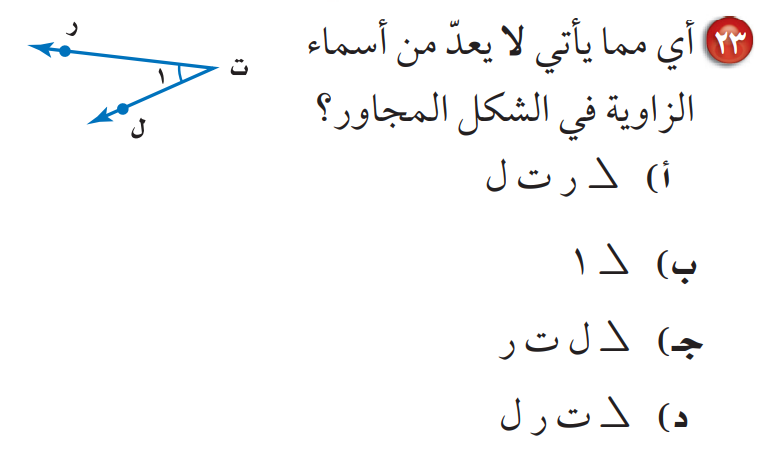 ٢٣ أي مما يأتي لا يعدّ من أسماء
الزاوية في الشكل المجاور؟
ر
ت
١
ل
أ) ∠ ر ت ل
ب) ∠ ١
جـ) ∠ ل ت ر
د) ∠ ت ر ل